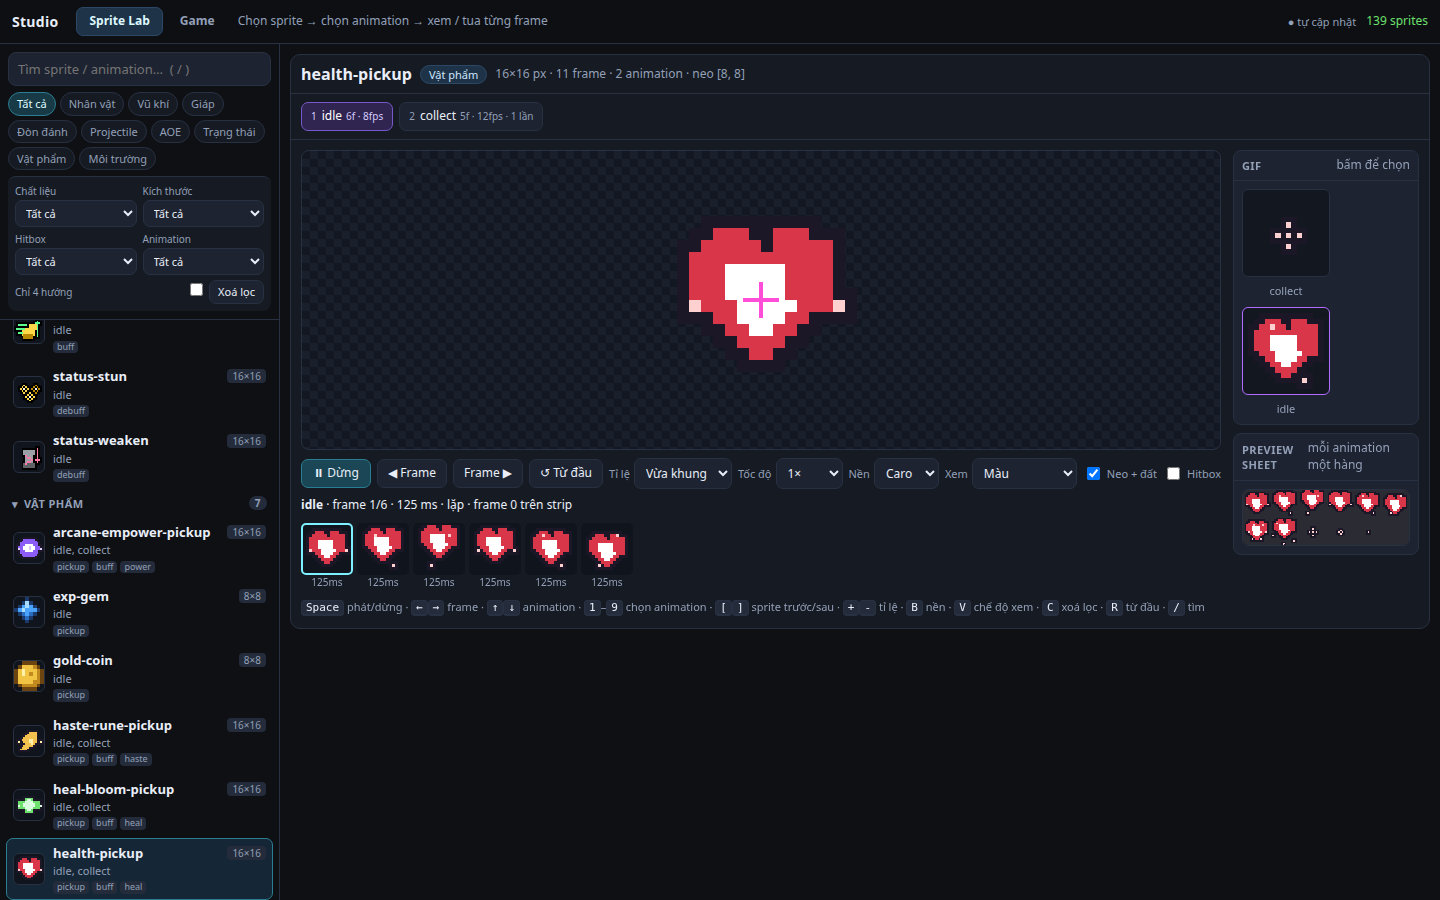 Studio Sprite Lab Game Chọn sprite → chọn animation → xem / tua từng frame ● tự cập nhật 139 sprites
Tìm sprite / animation... ( / )
Tất cả Nhân vật Vũ khí Giáp
Đòn đánh Projectile AOE Trạng thái
Vật phẩm Môi trường
Chất liệu Kích thước
Tất cả Tất cả
Hitbox Animation
Tất cả Tất cả
Chỉ 4 hướng Xoá lọc
idle
buff
status-stun 16×16
idle
debuff
status-weaken 16×16
idle
debuff
▼ VẬT PHẨM 7
arcane-empower-pickup 16×16
idle, collect
pickup buff power
exp-gem 8×8
idle
pickup
gold-coin 8×8
idle
pickup
haste-rune-pickup 16×16
idle, collect
pickup buff haste
heal-bloom-pickup 16×16
idle, collect
pickup buff heal
health-pickup 16×16
idle, collect
pickup buff heal
health-pickup Vật phẩm 16×16 px · 11 frame · 2 animation · neo [8, 8]
1 idle 6f · 8fps 2 collect 5f · 12fps · 1 lần
⏸ Dừng ◀ Frame Frame ▶ ↺ Từ đầu Tỉ lệ Vừa khung Tốc độ 1× Nền Caro Xem Màu Neo + đất Hitbox
idle · frame 1/6 · 125 ms · lặp · frame 0 trên strip
125ms 125ms 125ms 125ms 125ms 125ms
Space phát/dừng · ← → frame · ↑ ↓ animation · 1 – 9 chọn animation · [ ] sprite trước/sau · + - tỉ lệ · B nền · V chế độ xem · C xoá lọc · R từ đầu · / tìm
GIF bấm để chọn
collect
idle
PREVIEW SHEET mỗi animation một hàng